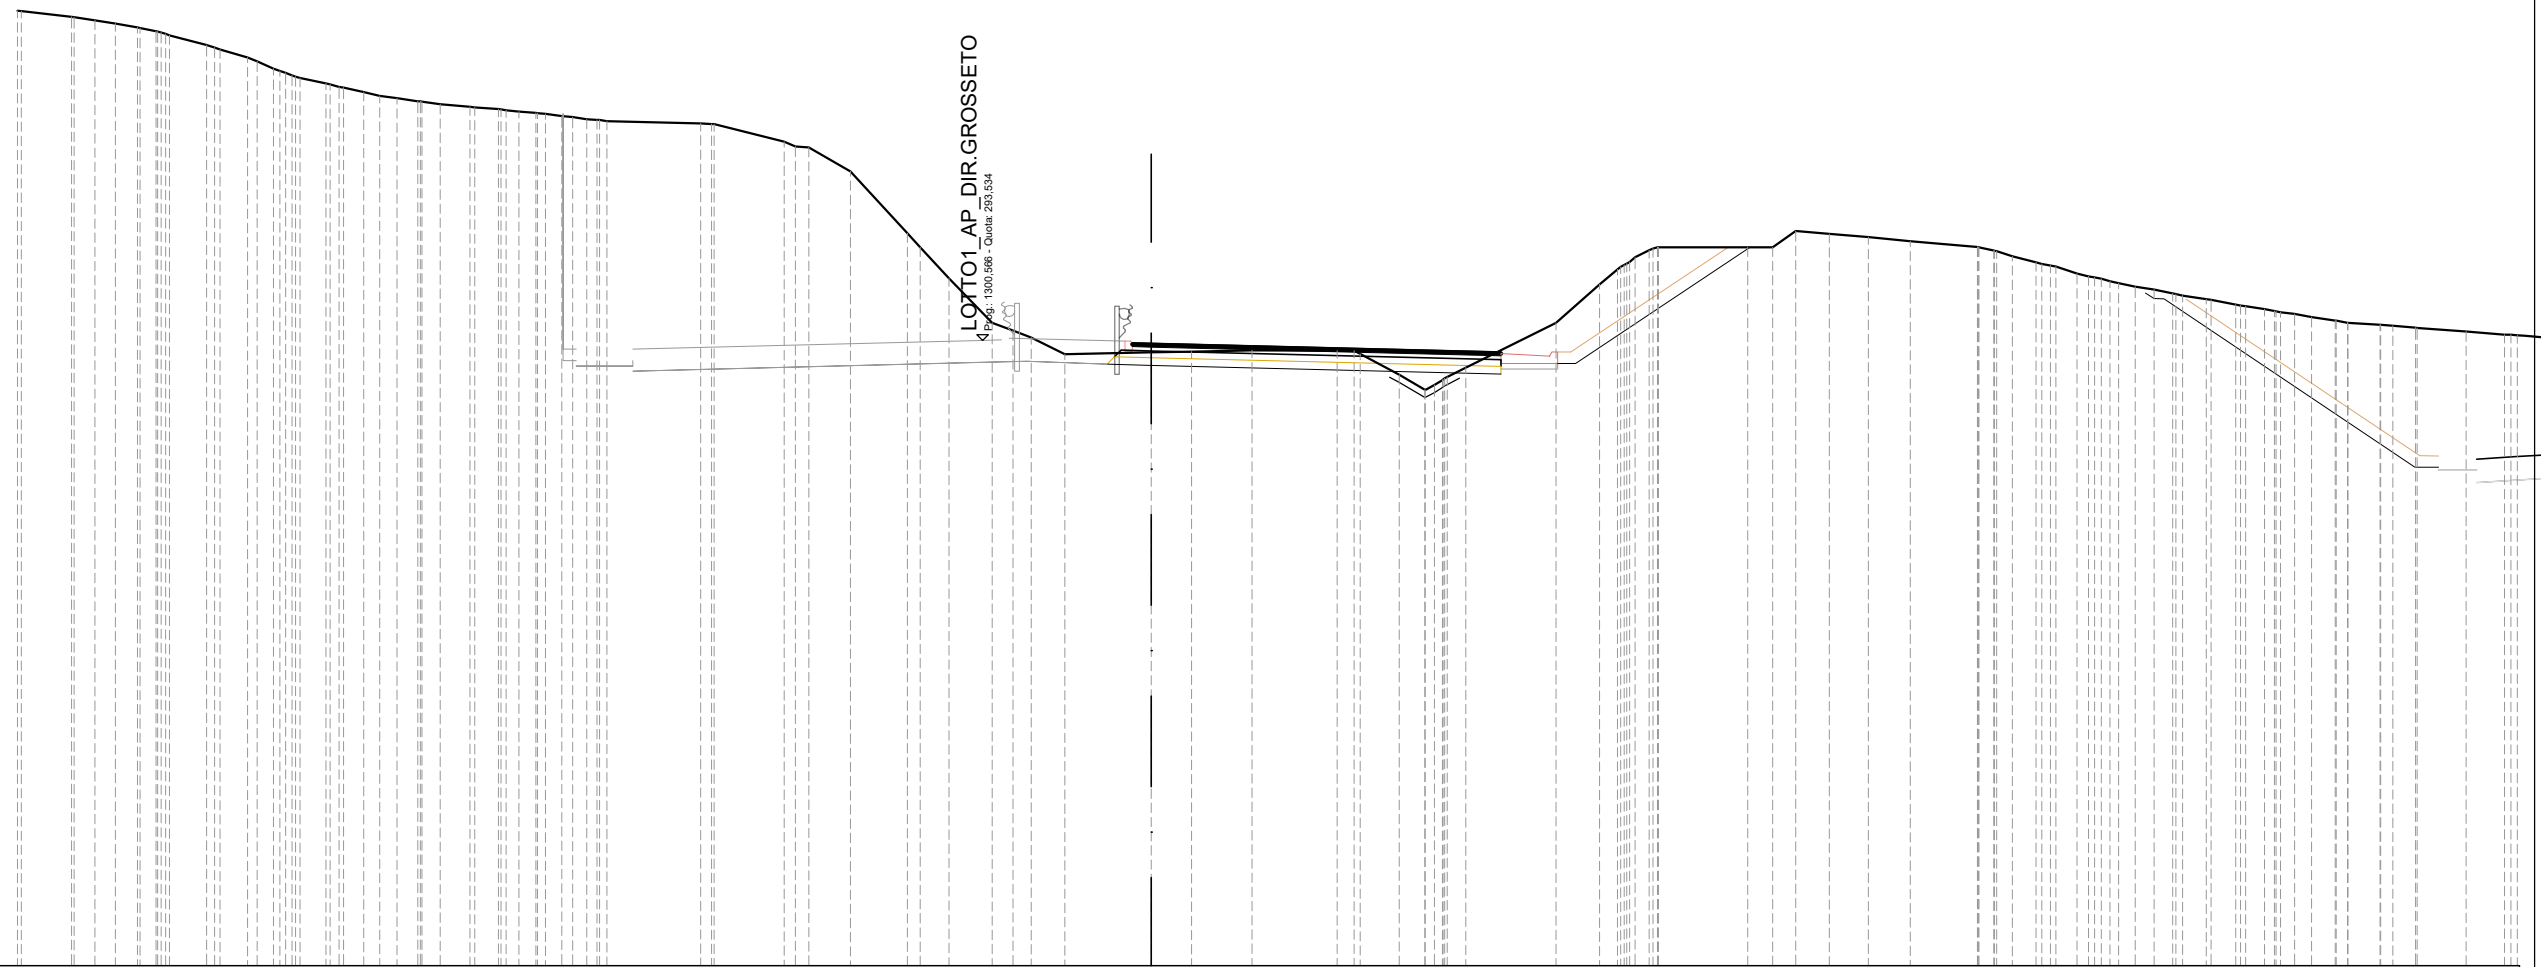 LOTTO1_AP_DIR.GROSSETO
Prog.: 1300,566 - Quota: 293,534